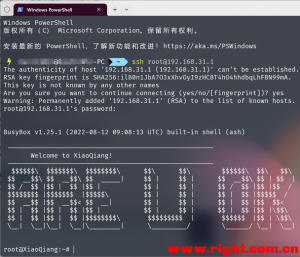 Windows PowerShell
版权所有 (C) Microsoft Corporation。保留所有权利。
安装最新的 PowerShell，了解新功能和改进！https://aka.ms/PSWindows
-PC ~ ssh root@192.168.31.1
The authenticity of host '192.168.31.1 (192.168.31.1)' can't be established.
RSA key fingerprint is
This key is not known by any other names
Are you sure you want to continue connecting (yes/no/[fingerprint])? yes
Warning: Permanently added '192.168.31.1' (RSA) to the list of known hosts.
root@192.168.31.1's password:
BusyBox v1.25.1 (2022-08-12 09:08:13 UTC) built-in shell (ash)
Welcome to XiaoQiang!
ARE U OK
root@XiaoQiang:~#
www.right.com.cn